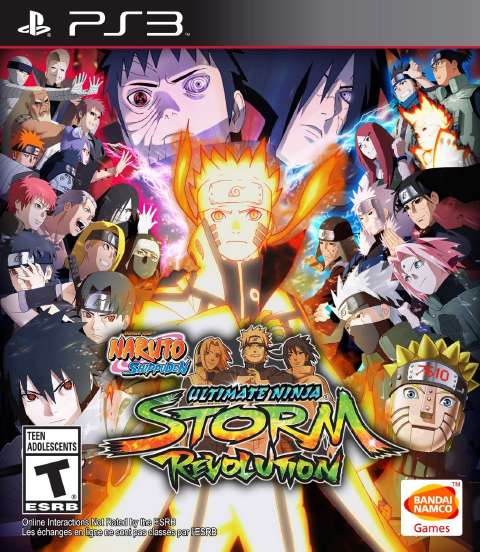 PS3
NARUTO
SHIPPUDEN
ULTIMATE NINJA
STORM
REVOLUTION
7510
TEEN
ADOLESCENTS
T
ESRB
Online Interactions Not Rated by the ESRB
Les échanges en ligne ne sont pas classés par l'ESRB
BANDAI
NAMCO
Games